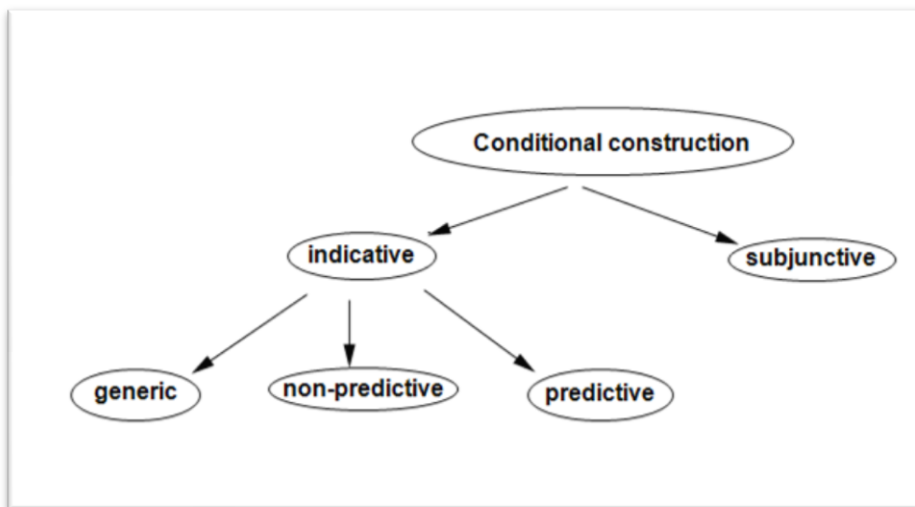 Conditional construction
indicative
subjunctive
generic
non-predictive
predictive